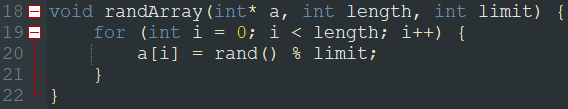 18 void randArray(int* a, int length, int limit) {
19 for (int i = 0; i < length; i++) {
20 a[i] = rand() % limit;
21 }
22 }